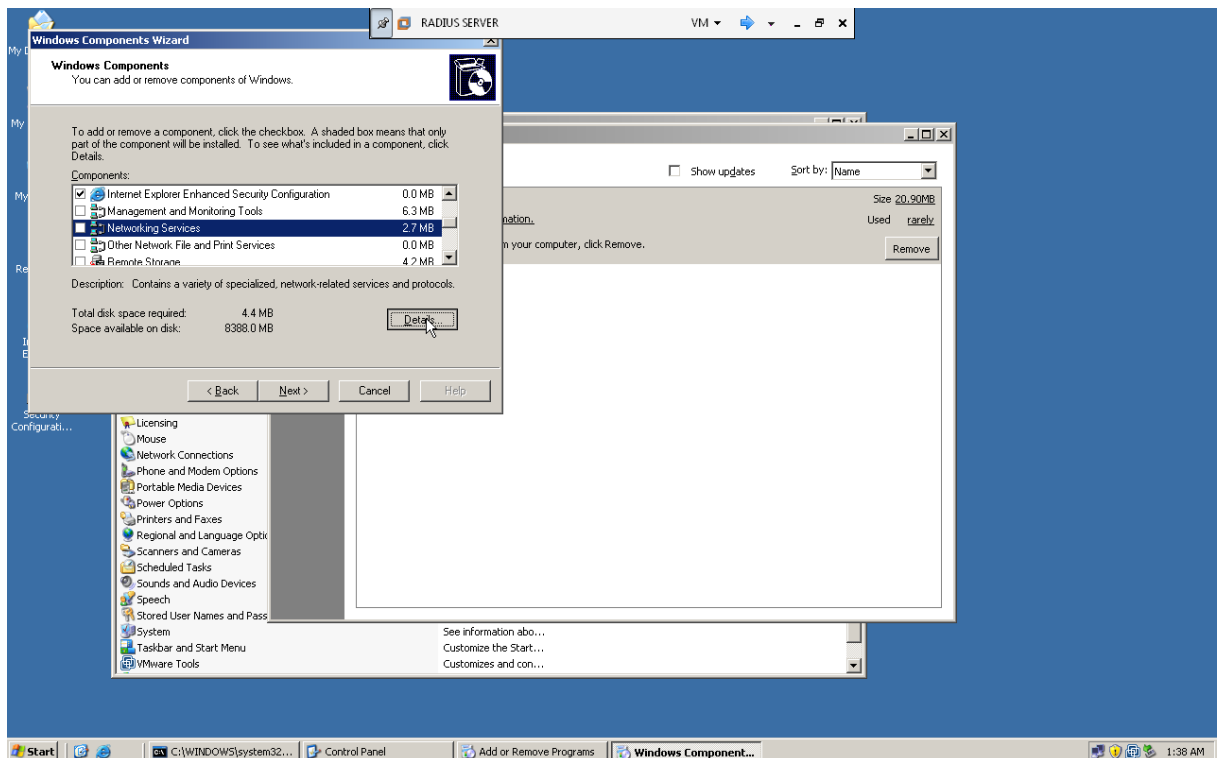 RADIUS SERVER
VM
Windows Components Wizard
Windows Components
You can add or remove components of Windows.
To add or remove a component, click the checkbox. A shaded box means that only
part of the component will be installed. To see what's included in a component, click
Details.
Components:
Internet Explorer Enhanced Security Configuration 0.0 MB
Management and Monitoring Tools 6.3 MB
Networking Services 2.7 MB
Other Network File and Print Services 0.0 MB
Remote Storage 4.2 MB
Description: Contains a variety of specialized, network-related services and protocols.
Total disk space required: 4.4 MB
Space available on disk: 8388.0 MB
Details...
< Back
Next >
Cancel
Help
Show updates
Sort by: Name
Size 20.90MB
Used rarely
mation.
your computer, click Remove.
Remove
My
My
My
Re
Security
Configurati...
Licensing
Mouse
Network Connections
Phone and Modem Options
Portable Media Devices
Power Options
Printers and Faxes
Regional and Language Optic
Scanners and Cameras
Scheduled Tasks
Sounds and Audio Devices
Speech
Stored User Names and Pass
System See information abo...
Taskbar and Start Menu Customize the Start...
VMware Tools Customizes and con...
Start
C:\WINDOWS\system32...
Control Panel
Add or Remove Programs
Windows Component...
1:38 AM